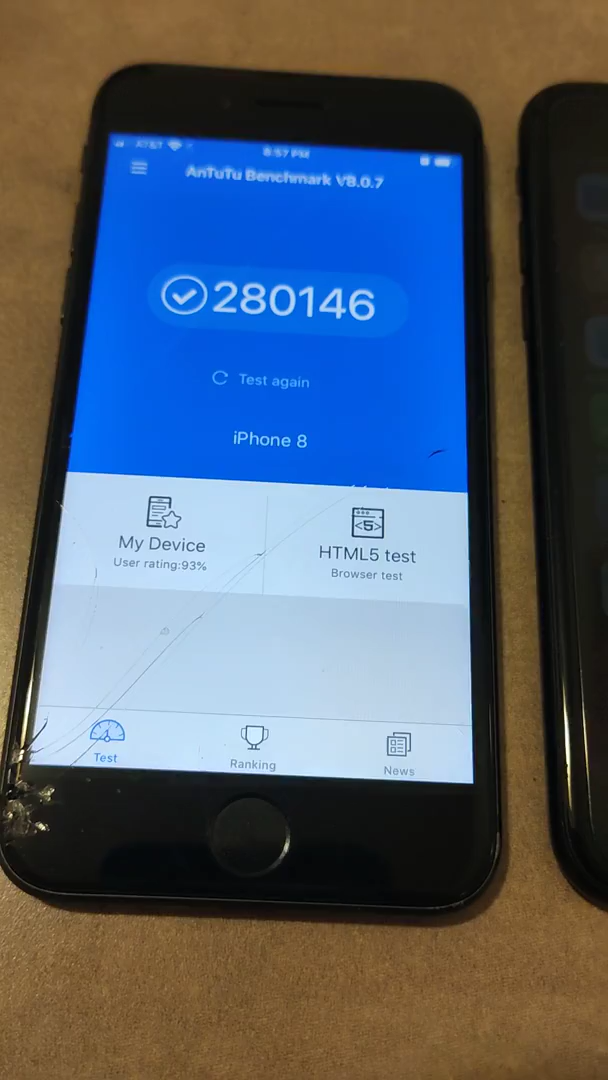 AT&T
8:57 PM
AnTuTu Benchmark V8.0.7
280146
Test again
iPhone 8
My Device
User rating:93%
<5>
HTML5 test
Browser test
Test
Ranking
News